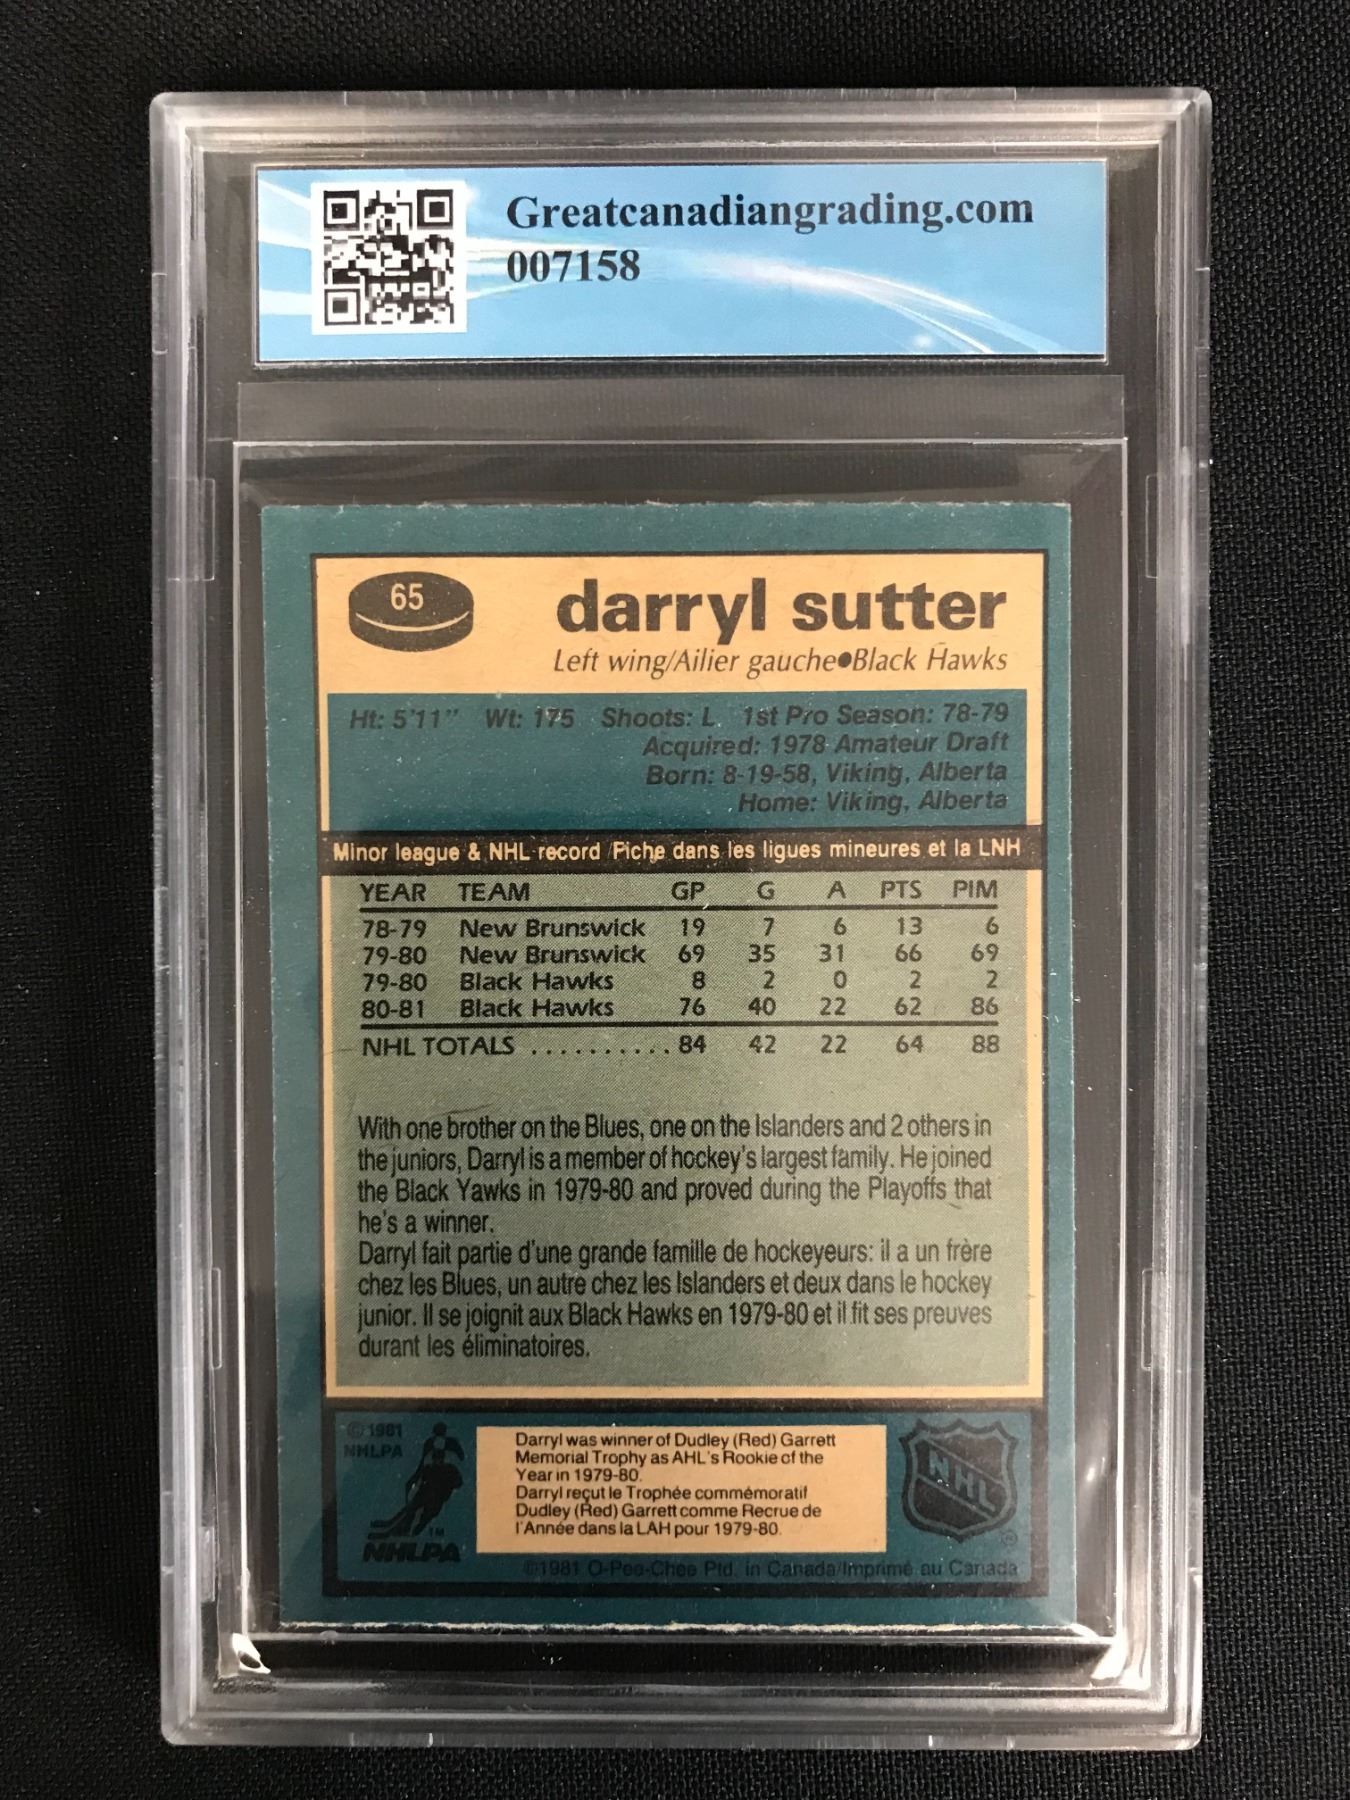 Greatcanadiangrading.com
007158
65
darryl sutter
Left wing/Ailier gauche●Black Hawks
Ht: 5'11" Wt: 175 Shoots: L 1st Pro Season: 78-79
Acquired: 1978 Amateur Draft
Born: 8-19-58, Viking, Alberta
Home: Viking, Alberta
Minor league & NHL record/Fiche dans les ligues mineures et la LNH
YEAR TEAM GP G A PTS PIM
78-79 New Brunswick 19 7 6 13 6
79-80 New Brunswick 69 35 31 66 69
79-80 Black Hawks 8 2 0 2 2
80-81 Black Hawks 76 40 22 62 86
NHL TOTALS .......... 84 42 22 64 88
With one brother on the Blues, one on the Islanders and 2 others in
the juniors, Darryl is a member of hockey's largest family. He joined
the Black Yawks in 1979-80 and proved during the Playoffs that
he's a winner.
Darryl fait partie d'une grande famille de hockeyeurs: il a un frère
chez les Blues, un autre chez les Islanders et deux dans le hockey
junior. Il se joignit aux Black Hawks en 1979-80 et il fit ses preuves
durant les éliminatoires.
©1981
NHLPA
TM
NHLPA
Darryl was winner of Dudley (Red) Garrett
Memorial Trophy as AHL's Rookie of the
Year in 1979-80.
Darryl reçut le Trophée commémoratif
Dudley (Red) Garrett comme Recrue de
l'Année dans la LAH pour 1979-80.
NHL
®
©1981 O-Pee-Chee Ptd. in Canada/Imprimé au Canada